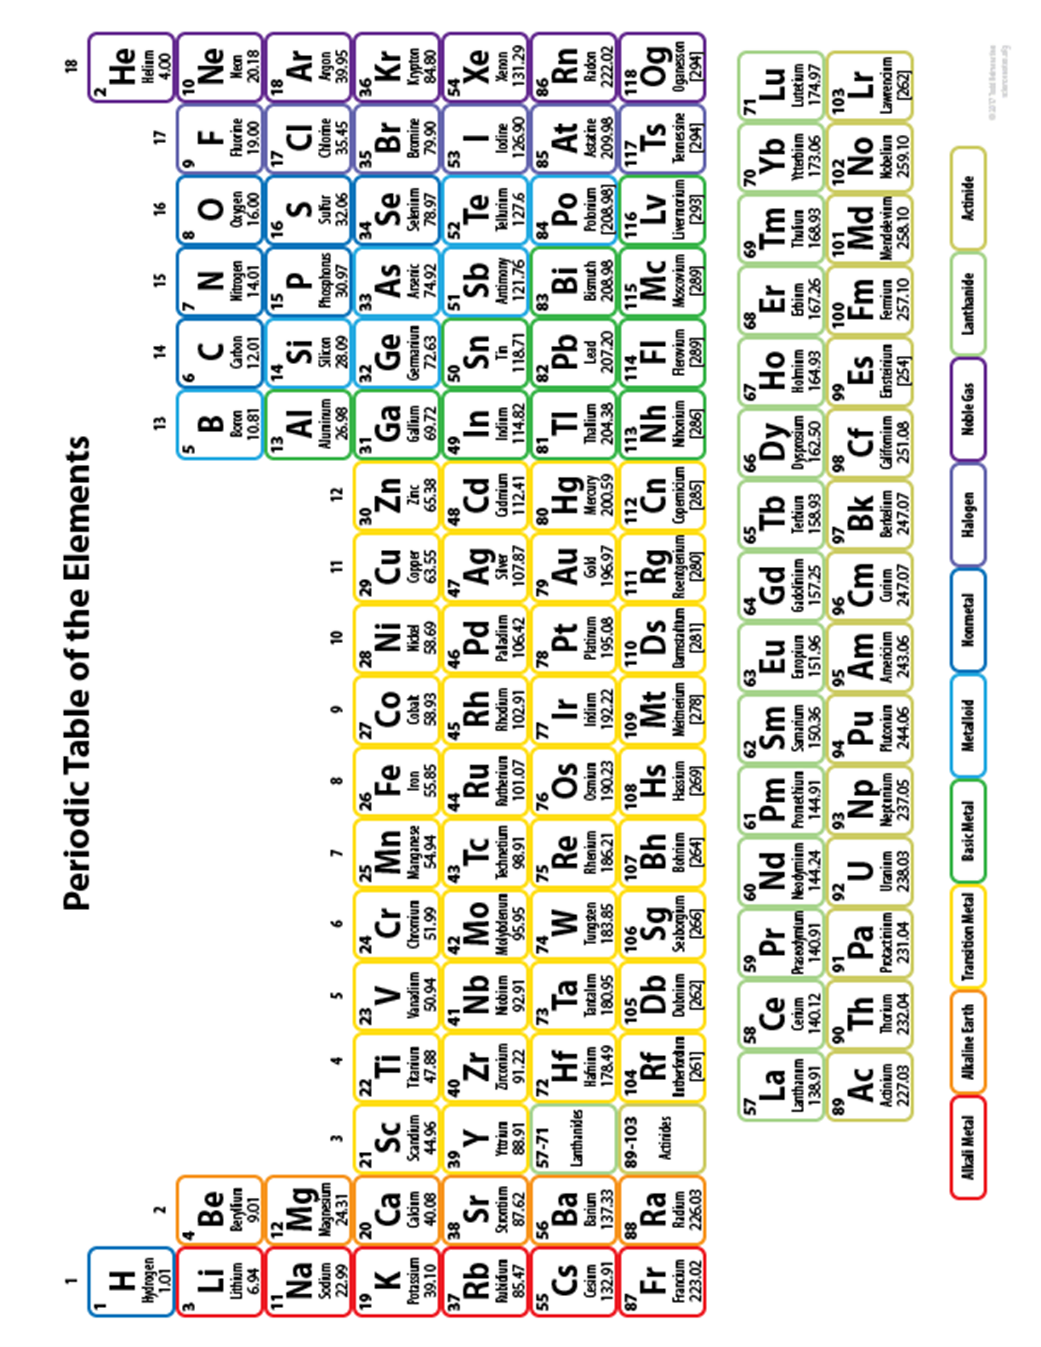 Periodic Table of the Elements
1 18
1 2
H He
Hydrogen Helium
1.01 4.00
2 13 14 15 16 17
3 4 5 6 7 8 9 10
Li Be B C N O F Ne
Lithium Beryllium Boron Carbon Nitrogen Oxygen Fluorine Neon
6.94 9.01 10.81 12.01 14.01 16.00 19.00 20.18
11 12 13 14 15 16 17 18
Na Mg Al Si P S Cl Ar
Sodium Magnesium Aluminum Silicon Phosphorus Sulfur Chlorine Argon
22.99 24.31 26.98 28.09 30.97 32.06 35.45 39.95
3 4 5 6 7 8 9 10 11 12
19 20 21 22 23 24 25 26 27 28 29 30 31 32 33 34 35 36
K Ca Sc Ti V Cr Mn Fe Co Ni Cu Zn Ga Ge As Se Br Kr
Potassium Calcium Scandium Titanium Vanadium Chromium Manganese Iron Cobalt Nickel Copper Zinc Gallium Germanium Arsenic Selenium Bromine Krypton
39.10 40.08 44.96 47.88 50.94 51.99 54.94 55.85 58.93 58.69 63.55 65.38 69.72 72.63 74.92 78.97 79.90 84.80
37 38 39 40 41 42 43 44 45 46 47 48 49 50 51 52 53 54
Rb Sr Y Zr Nb Mo Tc Ru Rh Pd Ag Cd In Sn Sb Te I Xe
Rubidium Strontium Yttrium Zirconium Niobium Molybdenum Technetium Ruthenium Rhodium Palladium Silver Cadmium Indium Tin Antimony Tellurium Iodine Xenon
85.47 87.62 88.91 91.22 92.91 95.95 98.91 101.07 102.91 106.42 107.87 112.41 114.82 118.71 121.76 127.6 126.90 131.29
55 56 57-71 72 73 74 75 76 77 78 79 80 81 82 83 84 85 86
Cs Ba Hf Ta W Re Os Ir Pt Au Hg Tl Pb Bi Po At Rn
Cesium Barium Lanthanides Hafnium Tantalum Tungsten Rhenium Osmium Iridium Platinum Gold Mercury Thallium Lead Bismuth Polonium Astatine Radon
132.91 137.33 178.49 180.95 183.85 186.21 190.23 192.22 195.08 196.97 200.59 204.38 207.20 208.98 [208.98] 209.98 222.02
87 88 89-103 104 105 106 107 108 109 110 111 112 113 114 115 116 117 118
Fr Ra Rf Db Sg Bh Hs Mt Ds Rg Cn Nh Fl Mc Lv Ts Og
Francium Radium Actinides Rutherfordium Dubnium Seaborgium Bohrium Hassium Meitnerium Darmstadtium Roentgenium Copernicium Nihonium Flerovium Moscovium Livermorium Tennessine Oganesson
223.02 226.03 [261] [262] [266] [264] [269] [278] [281] [280] [285] [286] [289] [289] [293] [294] [294]
57 58 59 60 61 62 63 64 65 66 67 68 69 70 71
La Ce Pr Nd Pm Sm Eu Gd Tb Dy Ho Er Tm Yb Lu
Lanthanum Cerium Praseodymium Neodymium Promethium Samarium Europium Gadolinium Terbium Dysprosium Holmium Erbium Thulium Ytterbium Lutetium
138.91 140.12 140.91 144.24 144.91 150.36 151.96 157.25 158.93 162.50 164.93 167.26 168.93 173.06 174.97
89 90 91 92 93 94 95 96 97 98 99 100 101 102 103
Ac Th Pa U Np Pu Am Cm Bk Cf Es Fm Md No Lr
Actinium Thorium Protactinium Uranium Neptunium Plutonium Americium Curium Berkelium Californium Einsteinium Fermium Mendelevium Nobelium Lawrencium
227.03 232.04 231.04 238.03 237.05 244.06 243.06 247.07 247.07 251.08 [254] 257.10 258.10 259.10 [262]
Alkali Metal Alkaline Earth Transition Metal Basic Metal Metalloid Nonmetal Halogen Noble Gas Lanthanide Actinide